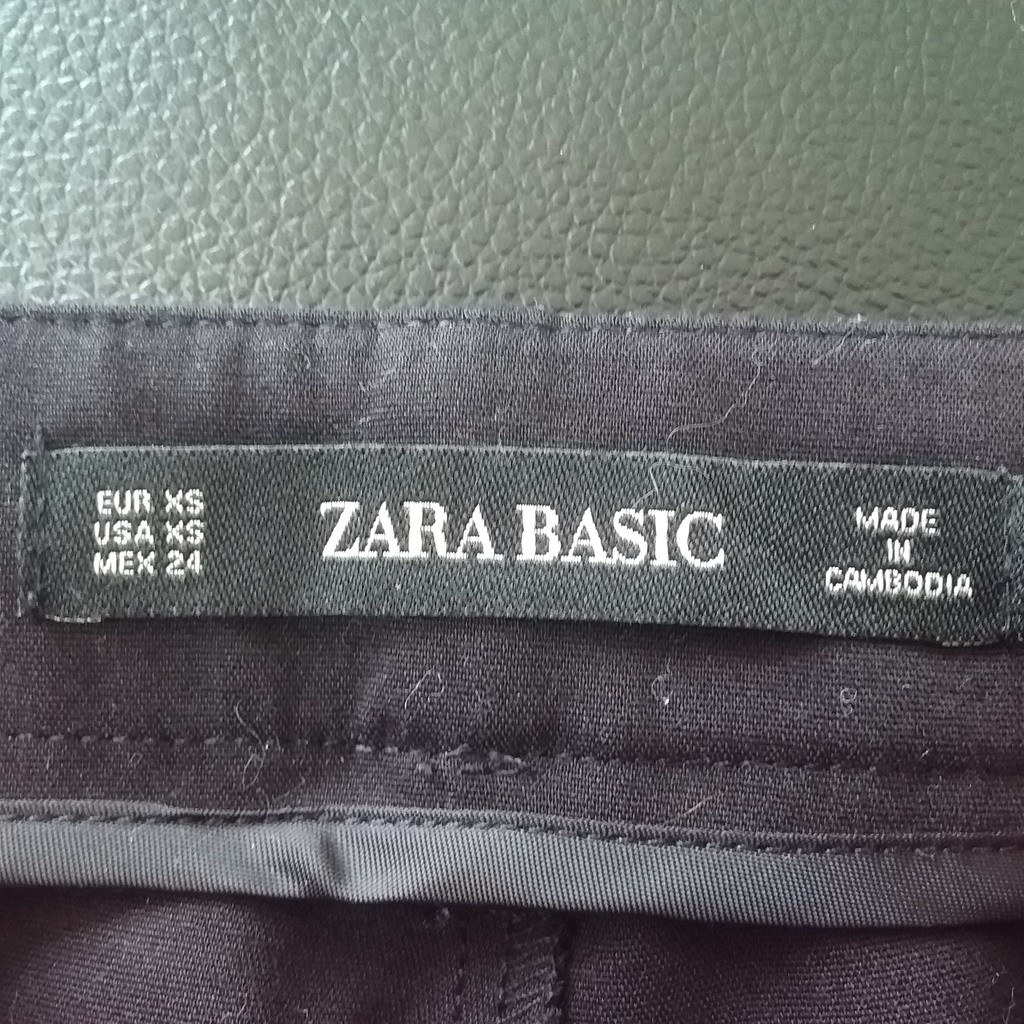 EUR XS
USA XS
MEX 24
ZARA BASIC
MADE
IN
CAMBODIA